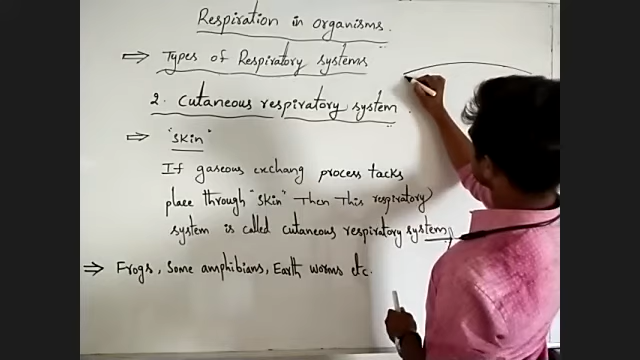 Respiration in organisms.
⇒ Types of Respiratory systems
2. Cutaneous respiratory system.
⇒ "Skin"
If gaseous exchang process tacks
place through "skin" Then This respiratory
system is called cutaneous respiratory system
⇒ Frogs, Some amphibians, Earth worms etc.